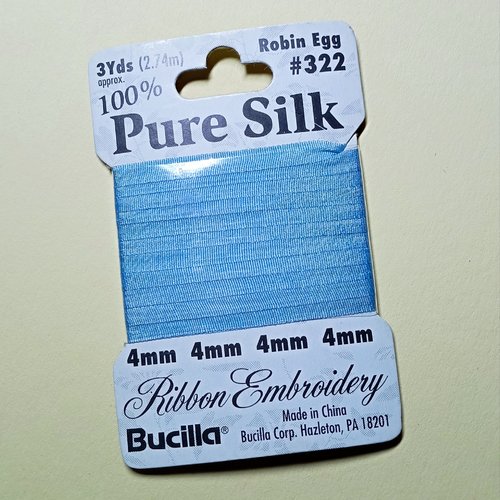 3Yds (2.74m)
approx.
Robin Egg
#322
100%
Pure Silk
4mm 4mm 4mm 4mm
Ribbon Embroidery
Made in China
Bucilla® Bucilla Corp. Hazleton, PA 18201